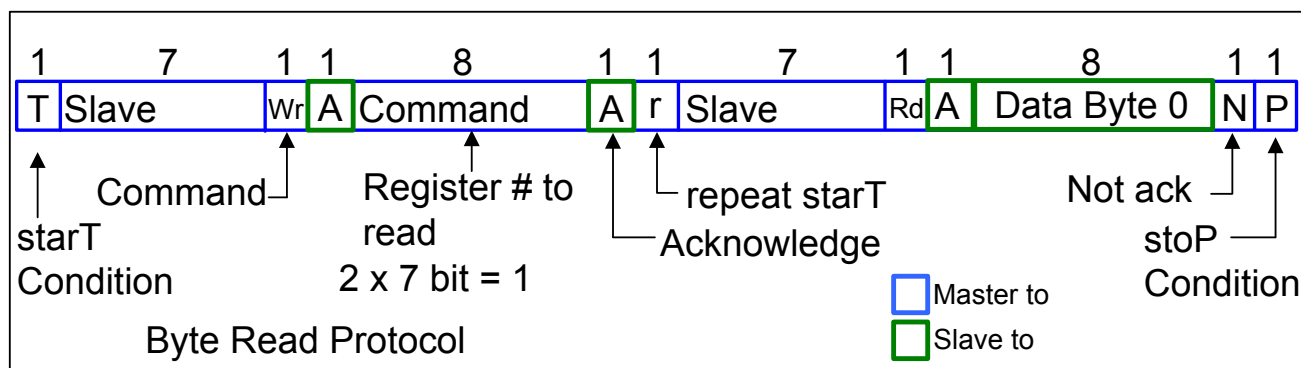 1 7 1 1 8 1 1 7 1 1 8 1 1
T Slave Wr A Command A r Slave Rd A Data Byte 0 N P
Command
starT
Condition
Register # to
read
2 x 7 bit = 1
repeat starT
Acknowledge
Not ack
stoP
Condition
Master to
Slave to
Byte Read Protocol